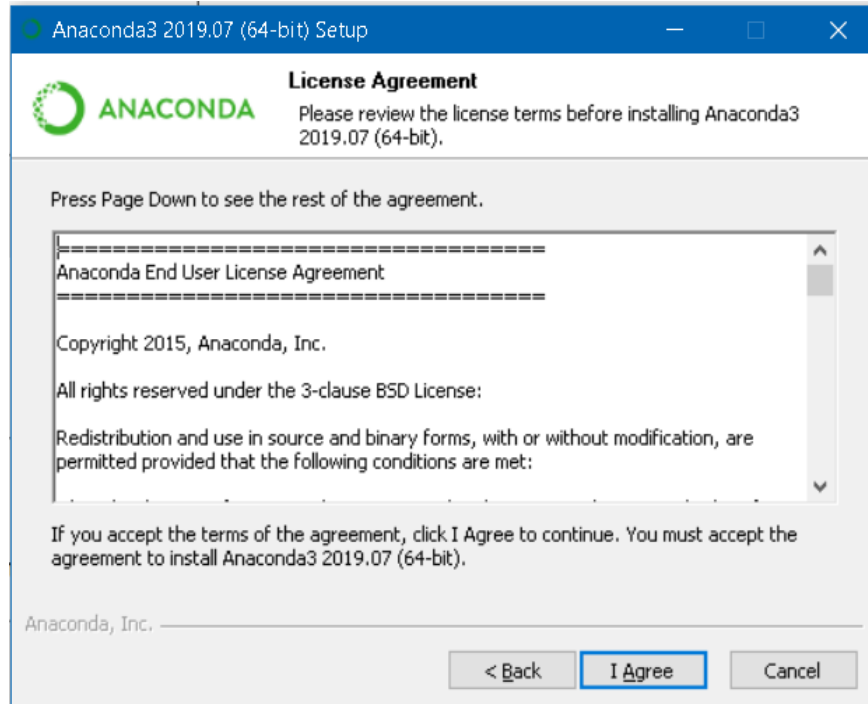 Anaconda3 2019.07 (64-bit) Setup
ANACONDA
License Agreement
Please review the license terms before installing Anaconda3
2019.07 (64-bit).
Press Page Down to see the rest of the agreement.
===================================
Anaconda End User License Agreement
===================================
Copyright 2015, Anaconda, Inc.
All rights reserved under the 3-clause BSD License:
Redistribution and use in source and binary forms, with or without modification, are
permitted provided that the following conditions are met:
If you accept the terms of the agreement, click I Agree to continue. You must accept the
agreement to install Anaconda3 2019.07 (64-bit).
Anaconda, Inc.
< Back
I Agree
Cancel